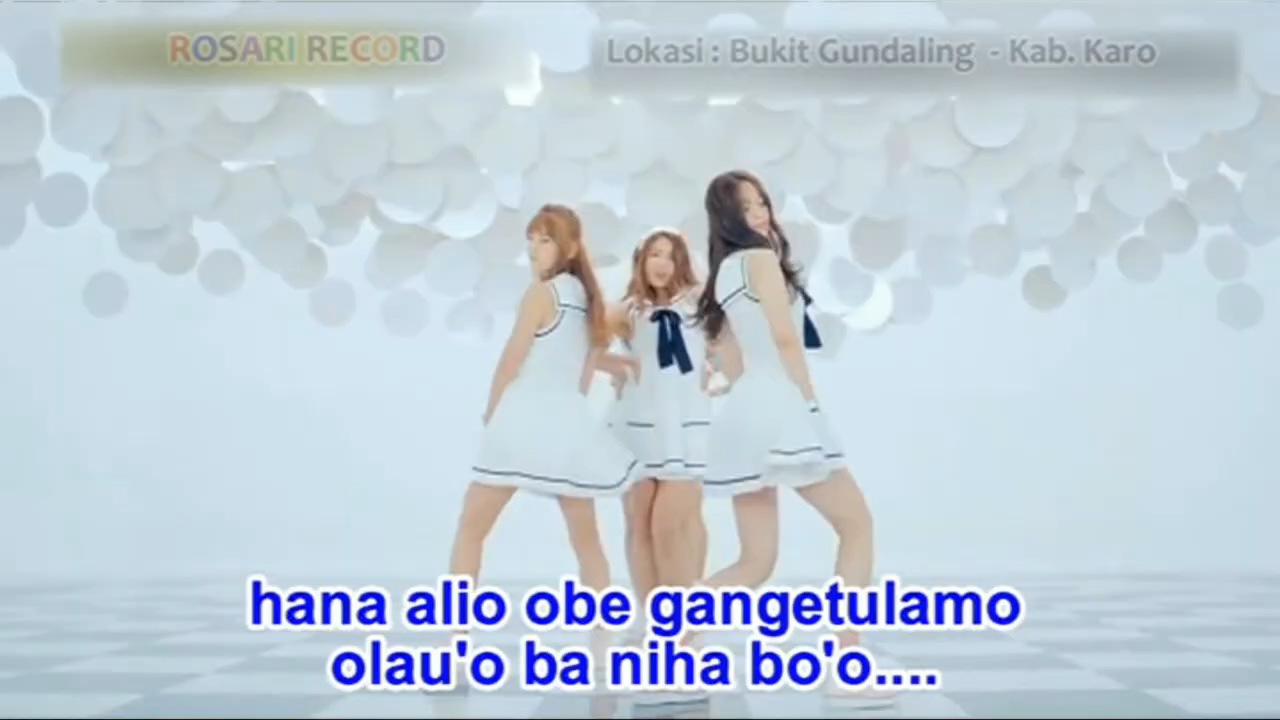 ROSARI RECORD
Lokasi : Bukit Gundaling - Kab. Karo
hana alio obe gangetulamo
olau'o ba niha bo'o....